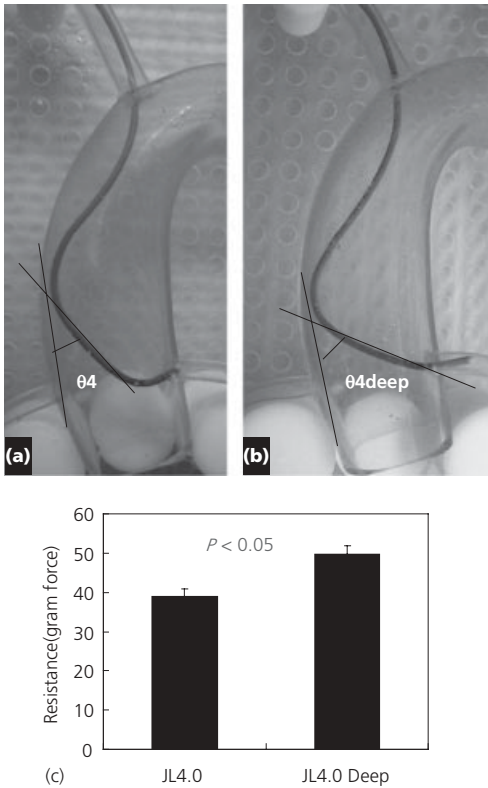 θ4
θ4deep
(a)
(b)
60
50
40
30
20
10
0
Resistance(gram force)
P < 0.05
JL4.0
JL4.0 Deep
(c)